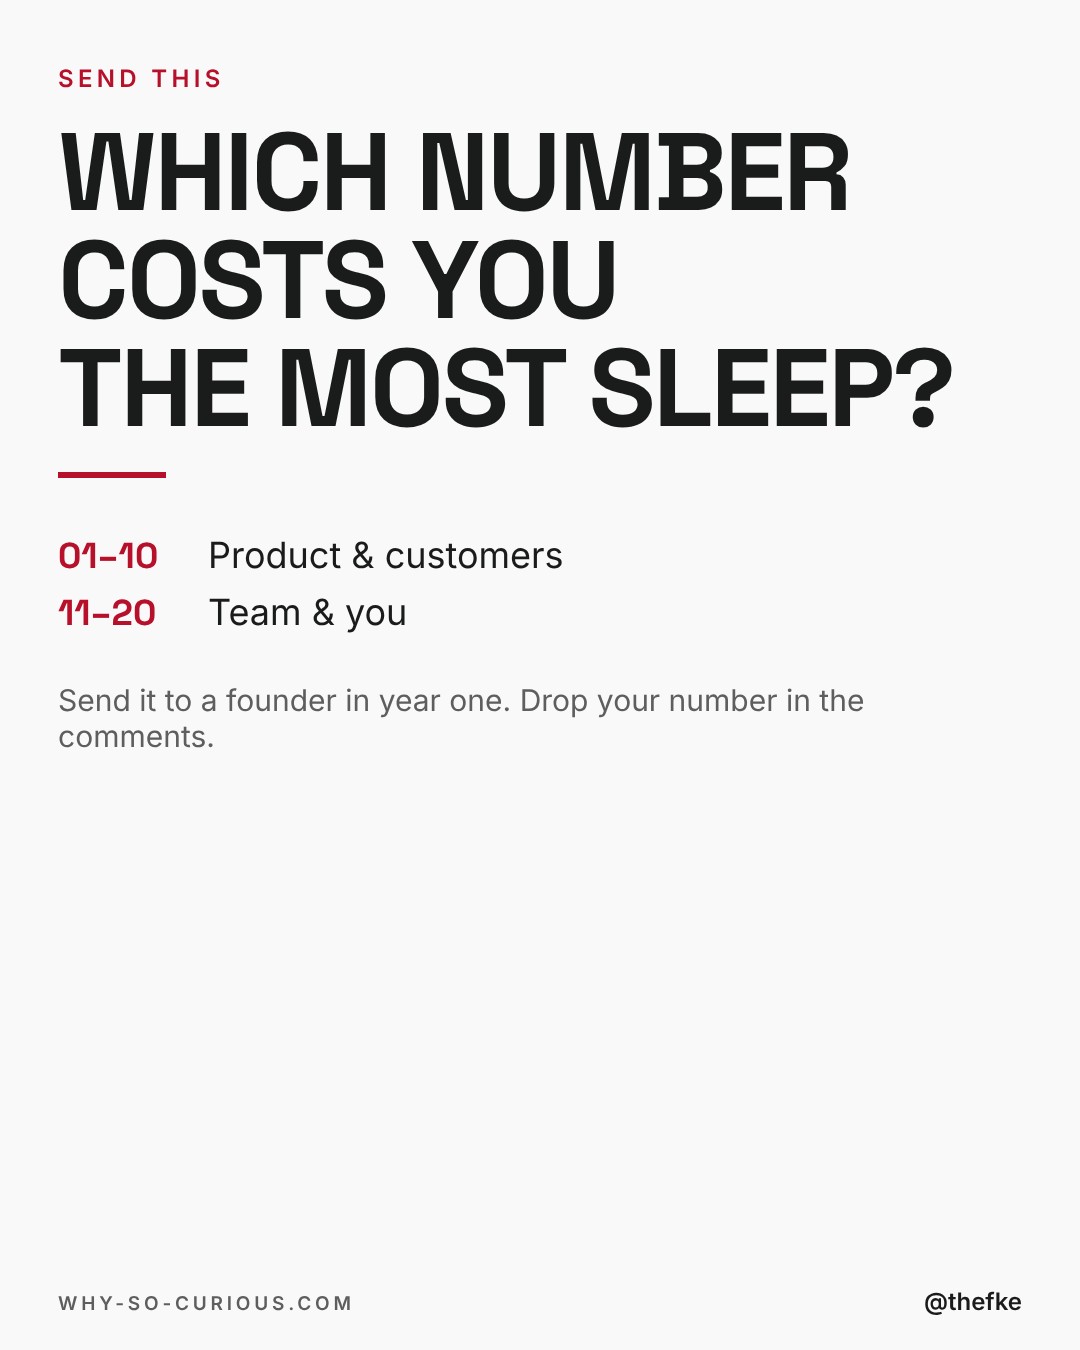 SEND THIS
WHICH NUMBER
COSTS YOU
THE MOST SLEEP?
01–10 Product & customers
11–20 Team & you
Send it to a founder in year one. Drop your number in the
comments.
WHY-SO-CURIOUS.COM @thefke